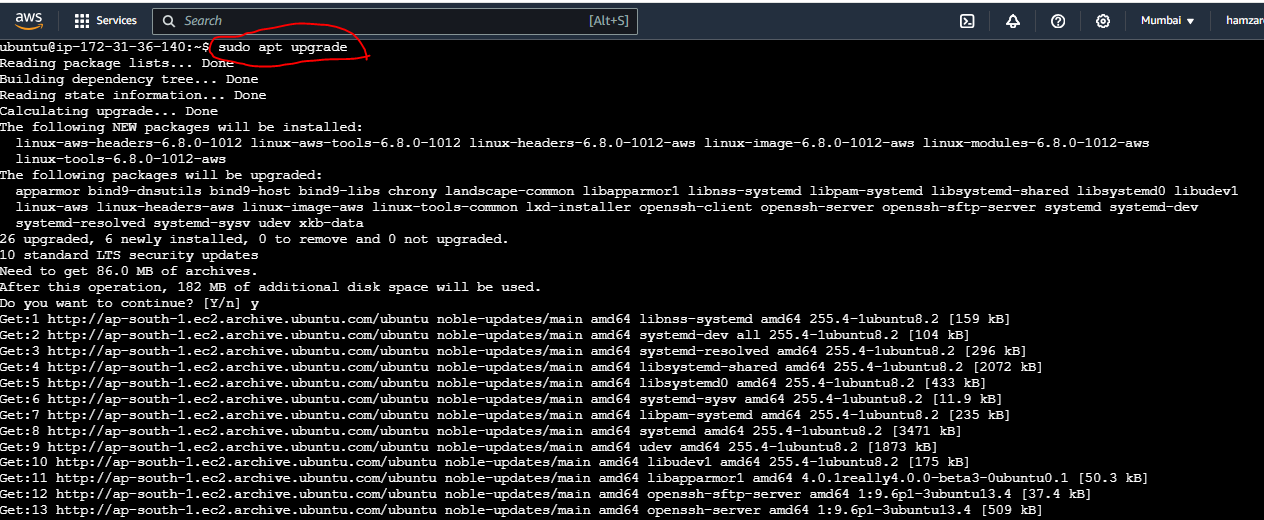 aws Services Search [Alt+S] Mumbai hamzar
ubuntu@ip-172-31-36-140:~$ sudo apt upgrade
Reading package lists... Done
Building dependency tree... Done
Reading state information... Done
Calculating upgrade... Done
The following NEW packages will be installed:
  linux-aws-headers-6.8.0-1012 linux-aws-tools-6.8.0-1012 linux-headers-6.8.0-1012-aws linux-image-6.8.0-1012-aws linux-modules-6.8.0-1012-aws
  linux-tools-6.8.0-1012-aws
The following packages will be upgraded:
  apparmor bind9-dnsutils bind9-host bind9-libs chrony landscape-common libapparmor1 libnss-systemd libpam-systemd libsystemd-shared libsystemd0 libudev1
  linux-aws linux-headers-aws linux-image-aws linux-tools-common lxd-installer openssh-client openssh-server openssh-sftp-server systemd systemd-dev
  systemd-resolved systemd-sysv udev xkb-data
26 upgraded, 6 newly installed, 0 to remove and 0 not upgraded.
10 standard LTS security updates
Need to get 86.0 MB of archives.
After this operation, 182 MB of additional disk space will be used.
Do you want to continue? [Y/n] y
Get:1 http://ap-south-1.ec2.archive.ubuntu.com/ubuntu noble-updates/main amd64 libnss-systemd amd64 255.4-1ubuntu8.2 [159 kB]
Get:2 http://ap-south-1.ec2.archive.ubuntu.com/ubuntu noble-updates/main amd64 systemd-dev all 255.4-1ubuntu8.2 [104 kB]
Get:3 http://ap-south-1.ec2.archive.ubuntu.com/ubuntu noble-updates/main amd64 systemd-resolved amd64 255.4-1ubuntu8.2 [296 kB]
Get:4 http://ap-south-1.ec2.archive.ubuntu.com/ubuntu noble-updates/main amd64 libsystemd-shared amd64 255.4-1ubuntu8.2 [2072 kB]
Get:5 http://ap-south-1.ec2.archive.ubuntu.com/ubuntu noble-updates/main amd64 libsystemd0 amd64 255.4-1ubuntu8.2 [433 kB]
Get:6 http://ap-south-1.ec2.archive.ubuntu.com/ubuntu noble-updates/main amd64 systemd-sysv amd64 255.4-1ubuntu8.2 [11.9 kB]
Get:7 http://ap-south-1.ec2.archive.ubuntu.com/ubuntu noble-updates/main amd64 libpam-systemd amd64 255.4-1ubuntu8.2 [235 kB]
Get:8 http://ap-south-1.ec2.archive.ubuntu.com/ubuntu noble-updates/main amd64 systemd amd64 255.4-1ubuntu8.2 [3471 kB]
Get:9 http://ap-south-1.ec2.archive.ubuntu.com/ubuntu noble-updates/main amd64 udev amd64 255.4-1ubuntu8.2 [1873 kB]
Get:10 http://ap-south-1.ec2.archive.ubuntu.com/ubuntu noble-updates/main amd64 libudev1 amd64 255.4-1ubuntu8.2 [175 kB]
Get:11 http://ap-south-1.ec2.archive.ubuntu.com/ubuntu noble-updates/main amd64 libapparmor1 amd64 4.0.1really4.0.0-beta3-0ubuntu0.1 [50.3 kB]
Get:12 http://ap-south-1.ec2.archive.ubuntu.com/ubuntu noble-updates/main amd64 openssh-sftp-server amd64 1:9.6p1-3ubuntu13.4 [37.4 kB]
Get:13 http://ap-south-1.ec2.archive.ubuntu.com/ubuntu noble-updates/main amd64 openssh-server amd64 1:9.6p1-3ubuntu13.4 [509 kB]